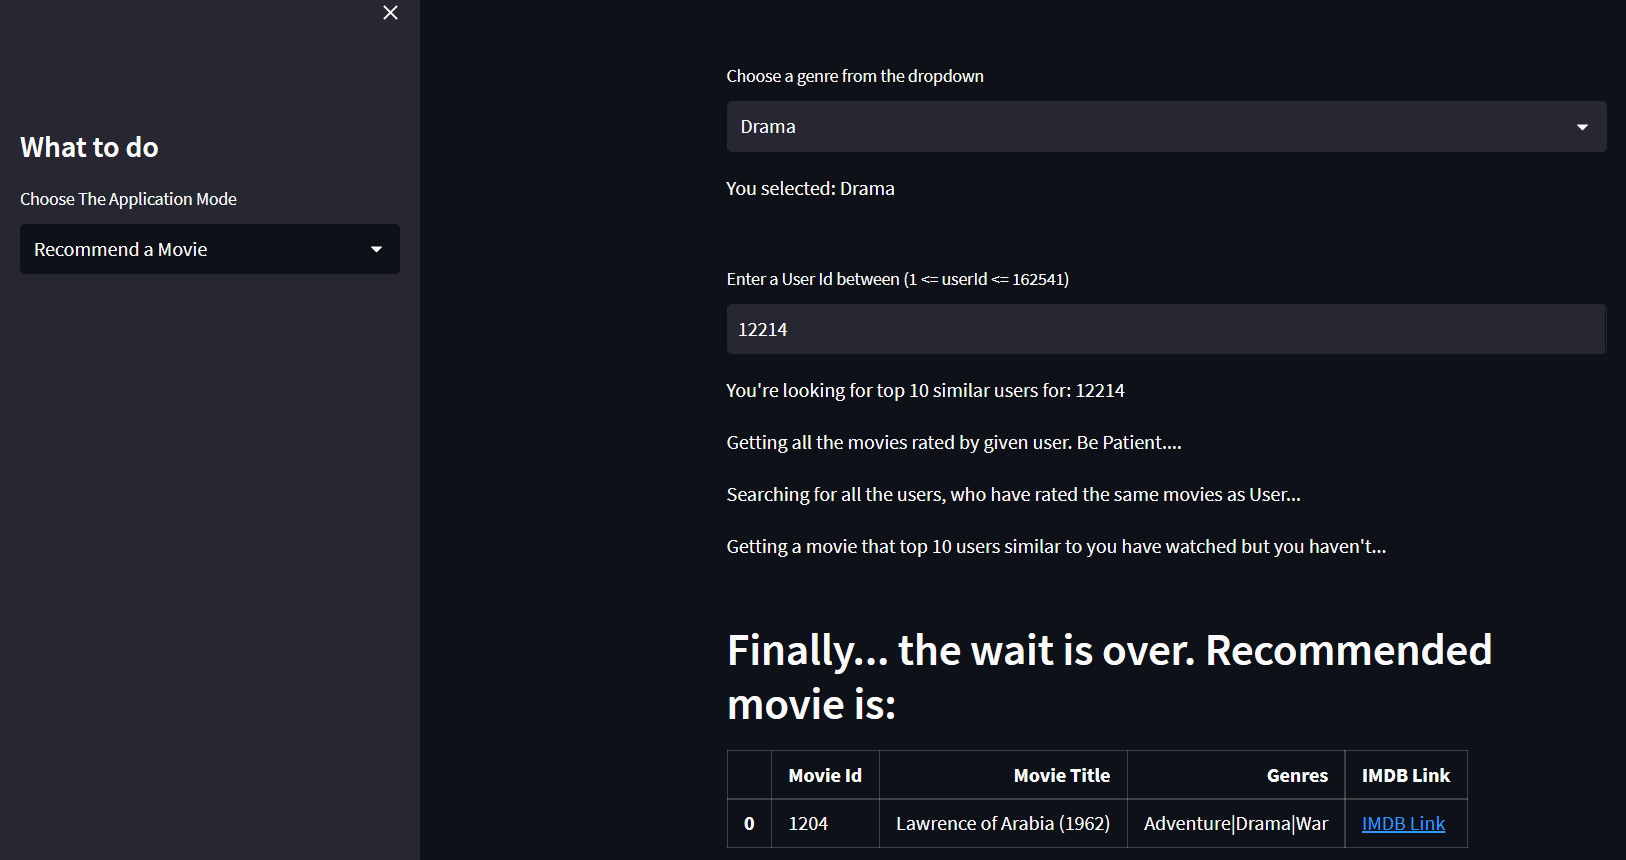 What to do
Choose The Application Mode
Recommend a Movie
Choose a genre from the dropdown
Drama
You selected: Drama
Enter a User Id between (1 <= userId <= 162541)
12214
You're looking for top 10 similar users for: 12214
Getting all the movies rated by given user. Be Patient....
Searching for all the users, who have rated the same movies as User...
Getting a movie that top 10 users similar to you have watched but you haven't...
Finally... the wait is over. Recommended
movie is:
Movie Id Movie Title Genres IMDB Link
0 1204 Lawrence of Arabia (1962) Adventure|Drama|War IMDB Link